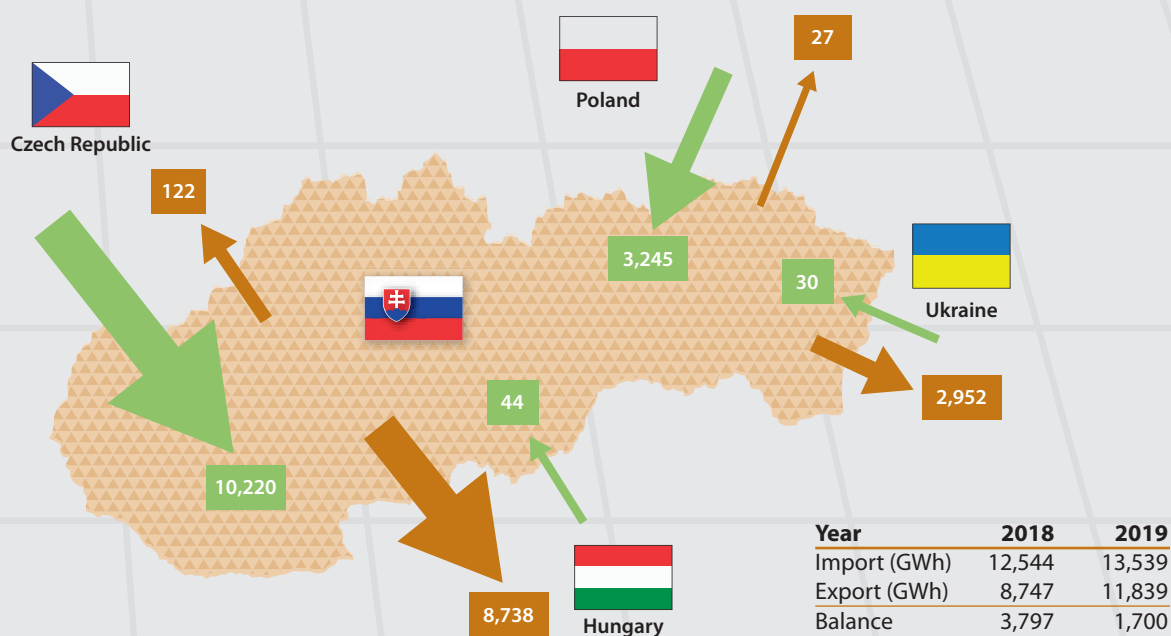 27
Poland
Czech Republic
122
3,245
30
Ukraine
2,952
44
10,220
8,738
Hungary
Year 2018 2019
Import (GWh) 12,544 13,539
Export (GWh) 8,747 11,839
Balance 3,797 1,700